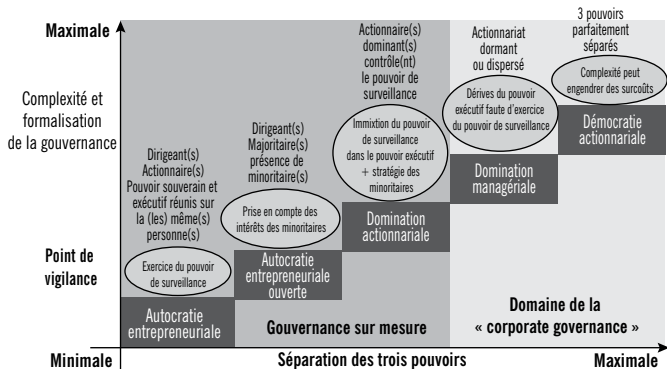 Maximale
Complexité et
formalisation
de la gouvernance
Point de
vigilance
Minimale
Dirigeant(s)
Actionnaire(s)
Pouvoir souverain et
exécutif réunis sur
la (les) même(s)
personne(s)
Exercice du pouvoir
de surveillance
Autocratie
entrepreneuriale
Dirigeant(s)
Majoritaire(s)
présence de
minoritaire(s)
Prise en compte des
intérêts des minoritaires
Autocratie
entrepreneuriale
ouverte
Actionnaire(s)
dominant(s)
contrôle(nt)
le pouvoir de
surveillance
Immixtion du pouvoir
de surveillance
dans le pouvoir exécutif
+ stratégie des
minoritaires
Domination
actionnariale
Actionnariat
dormant
ou dispersé
Dérives du pouvoir
exécutif faute d'exercice
du pouvoir de surveillance
Domination
managériale
3 pouvoirs
parfaitement
séparés
Complexité peut
engendrer des surcoûts
Démocratie
actionnariale
Gouvernance sur mesure
Domaine de la
« corporate governance »
Séparation des trois pouvoirs
Maximale